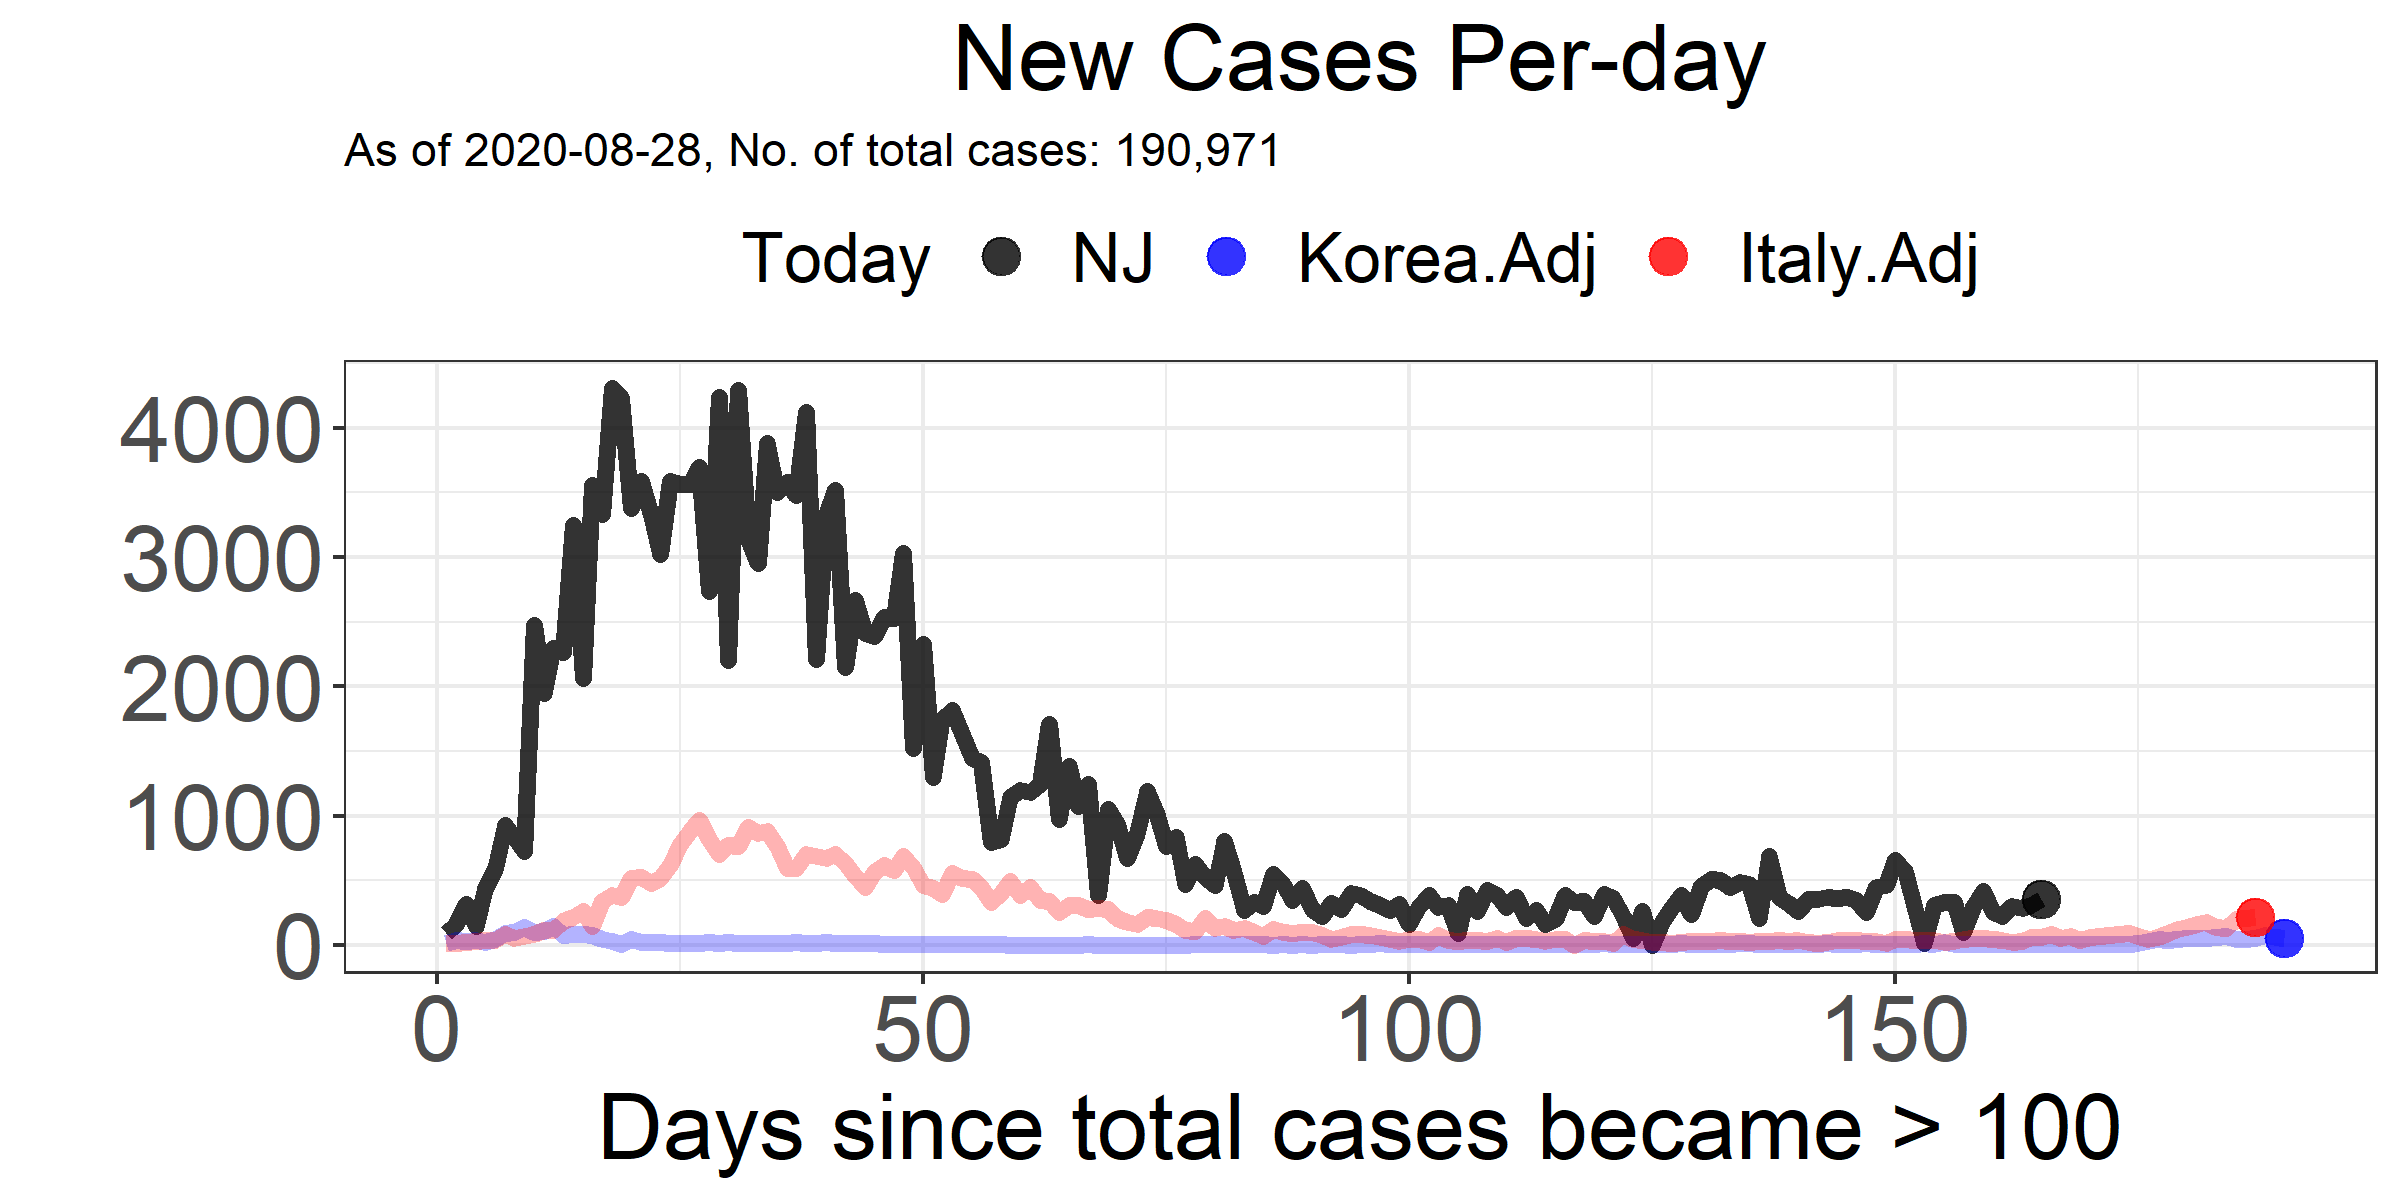 New Cases Per-day
As of 2020-08-28, No. of total cases: 190,971
Today NJ Korea.Adj Italy.Adj
4000
3000
2000
1000
0
0 50 100 150
Days since total cases became > 100